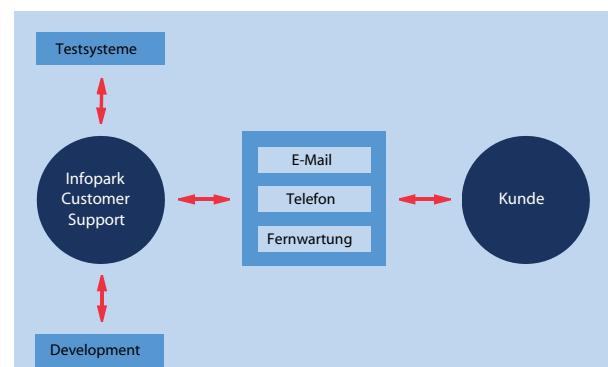 Testsysteme
Infopark
Customer
Support
E-Mail
Telefon
Fernwartung
Kunde
Development